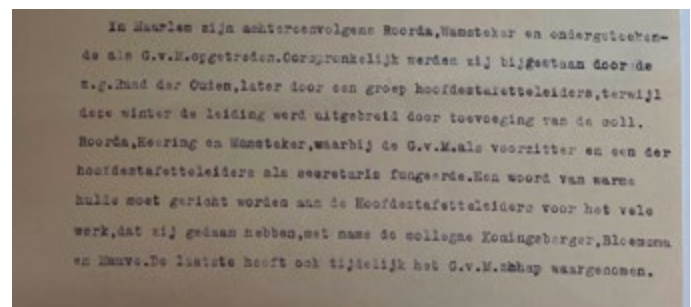 In Haarlem zijn achtereenvolgens Roorda,Wamsteker en ondergeteeken-
de als G.v.M.opgetreden.Oorspronkelijk werden zij bijgestaan door de
z.g.Raad der Ouden,later door een groep hoofdestafetteleiders,terwijl
deze winter de leiding werd uitgebreid door toevoeging van de coll.
Roorda,Heering en Wamsteker,waarbij de G.v.M.als voorzitter en een der
hoofdestafetteleiders als secretaris fungeerde.Een woord van warme
hulde moet gericht worden aan de Hoofdestafetteleiders voor het vele
werk,dat zij gedaan hebben,met name de collegae Koningsberger,Bloemsma
en Mauve.De laatste heeft ook tijdelijk het G.v.M.schap waargenomen.